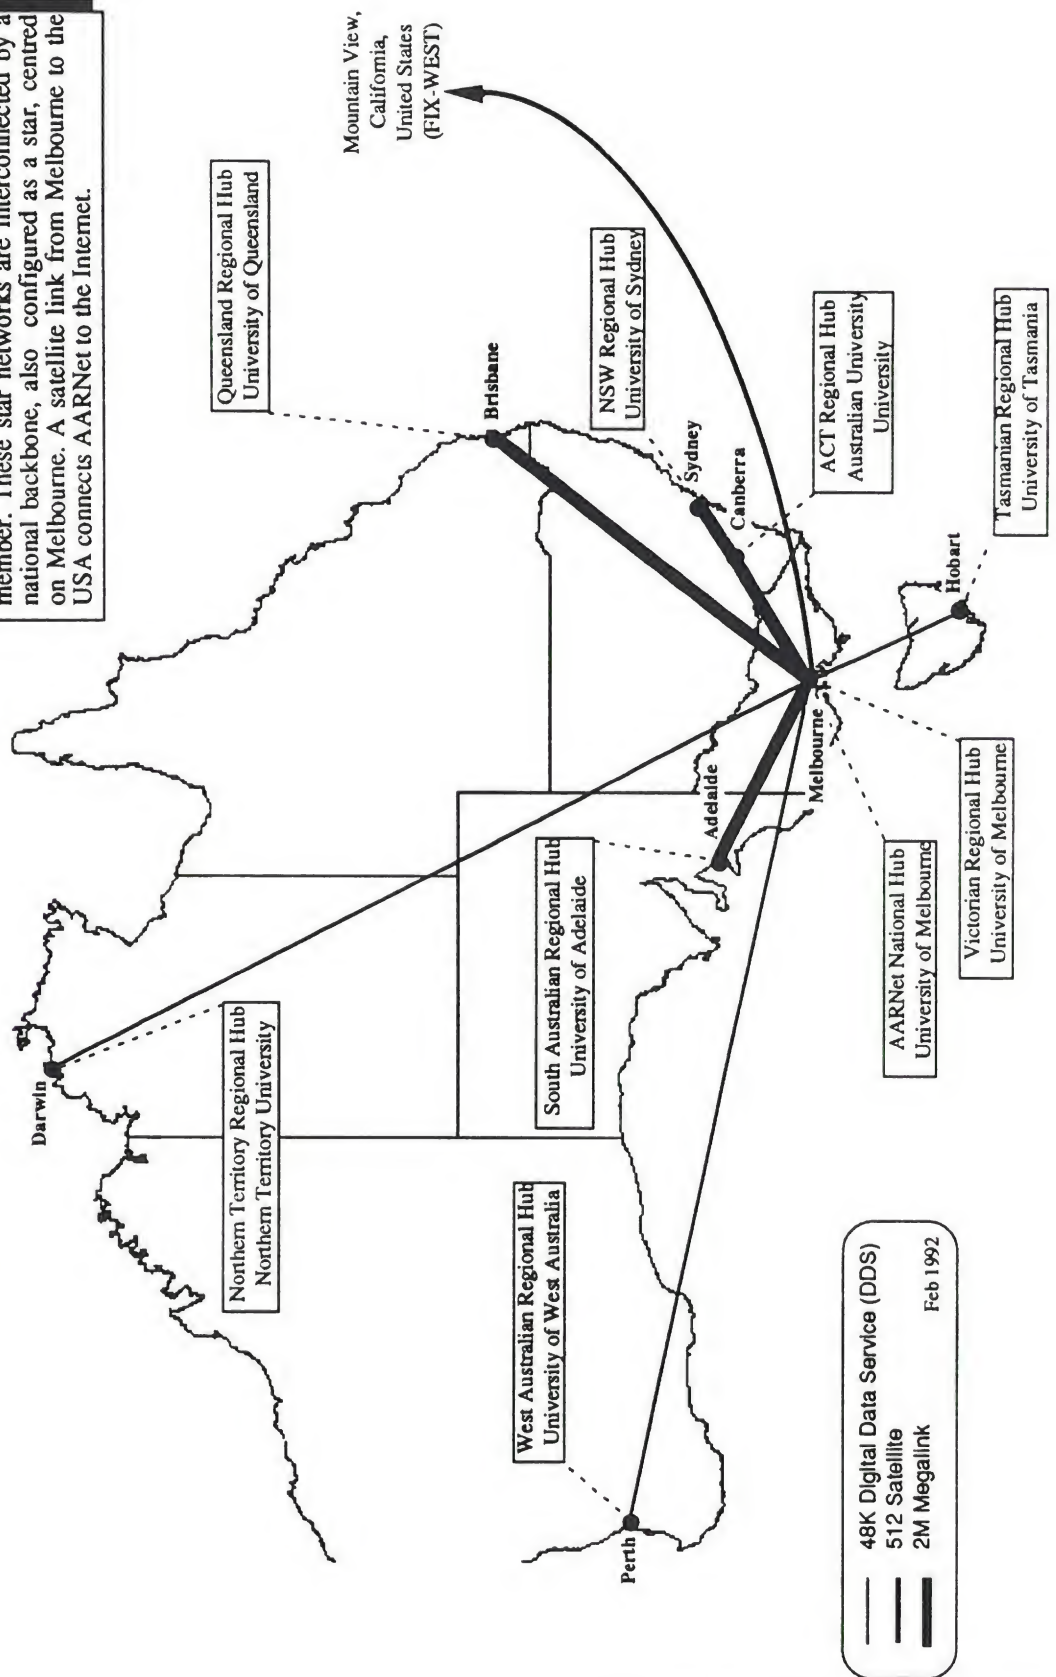 member. These star networks are interconnected by a
national backbone, also configured as a star, centred
on Melbourne. A satellite link from Melbourne to the
USA connects AARNet to the Internet.
Mountain View,
California,
United States
(FIX-WEST)
Queensland Regional Hub
University of Queensland
Brisbane
NSW Regional Hub
University of Sydney
Sydney
Canberra
ACT Regional Hub
Australian University
University
Tasmanian Regional Hub
University of Tasmania
Hobart
Darwin
Northern Territory Regional Hub
Northern Territory University
South Australian Regional Hub
University of Adelaide
Adelaide
Melbourne
AARNet National Hub
University of Melbourne
Victorian Regional Hub
University of Melbourne
West Australian Regional Hub
University of West Australia
Perth
48K Digital Data Service (DDS)
512 Satellite
2M Megalink
Feb 1992